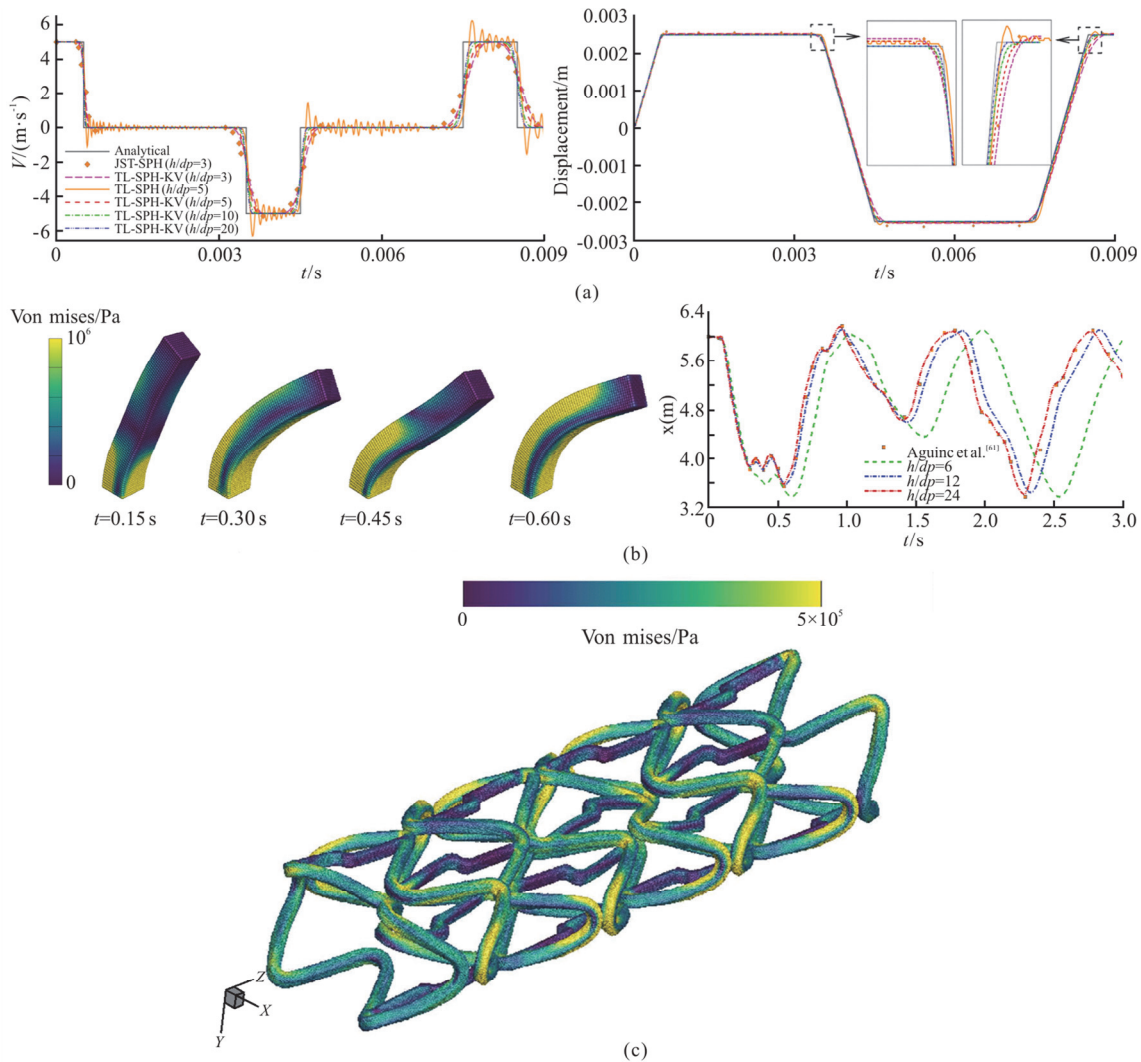 6
4
2
0
-2
-4
-6
V/(m·s⁻¹)
Analytical
JST-SPH (h/dp=3)
TL-SPH-KV (h/dp=3)
TL-SPH (h/dp=5)
TL-SPH-KV (h/dp=5)
TL-SPH-KV (h/dp=10)
TL-SPH-KV (h/dp=20)
0 0.003 0.006 0.009
t/s
0.003
0.002
0.001
0
-0.001
-0.002
-0.003
Displacement/m
0 0.003 0.006 0.009
t/s
(a)
Von mises/Pa
10⁶
0
t=0.15 s t=0.30 s t=0.45 s t=0.60 s
6.4
5.6
4.8
4.0
3.2
x(m)
Aguinc et al.[61]
h/dp=6
h/dp=12
h/dp=24
0 0.5 1.0 1.5 2.0 2.5 3.0
t/s
(b)
0 5×10⁵
Von mises/Pa
Z
X
Y
(c)